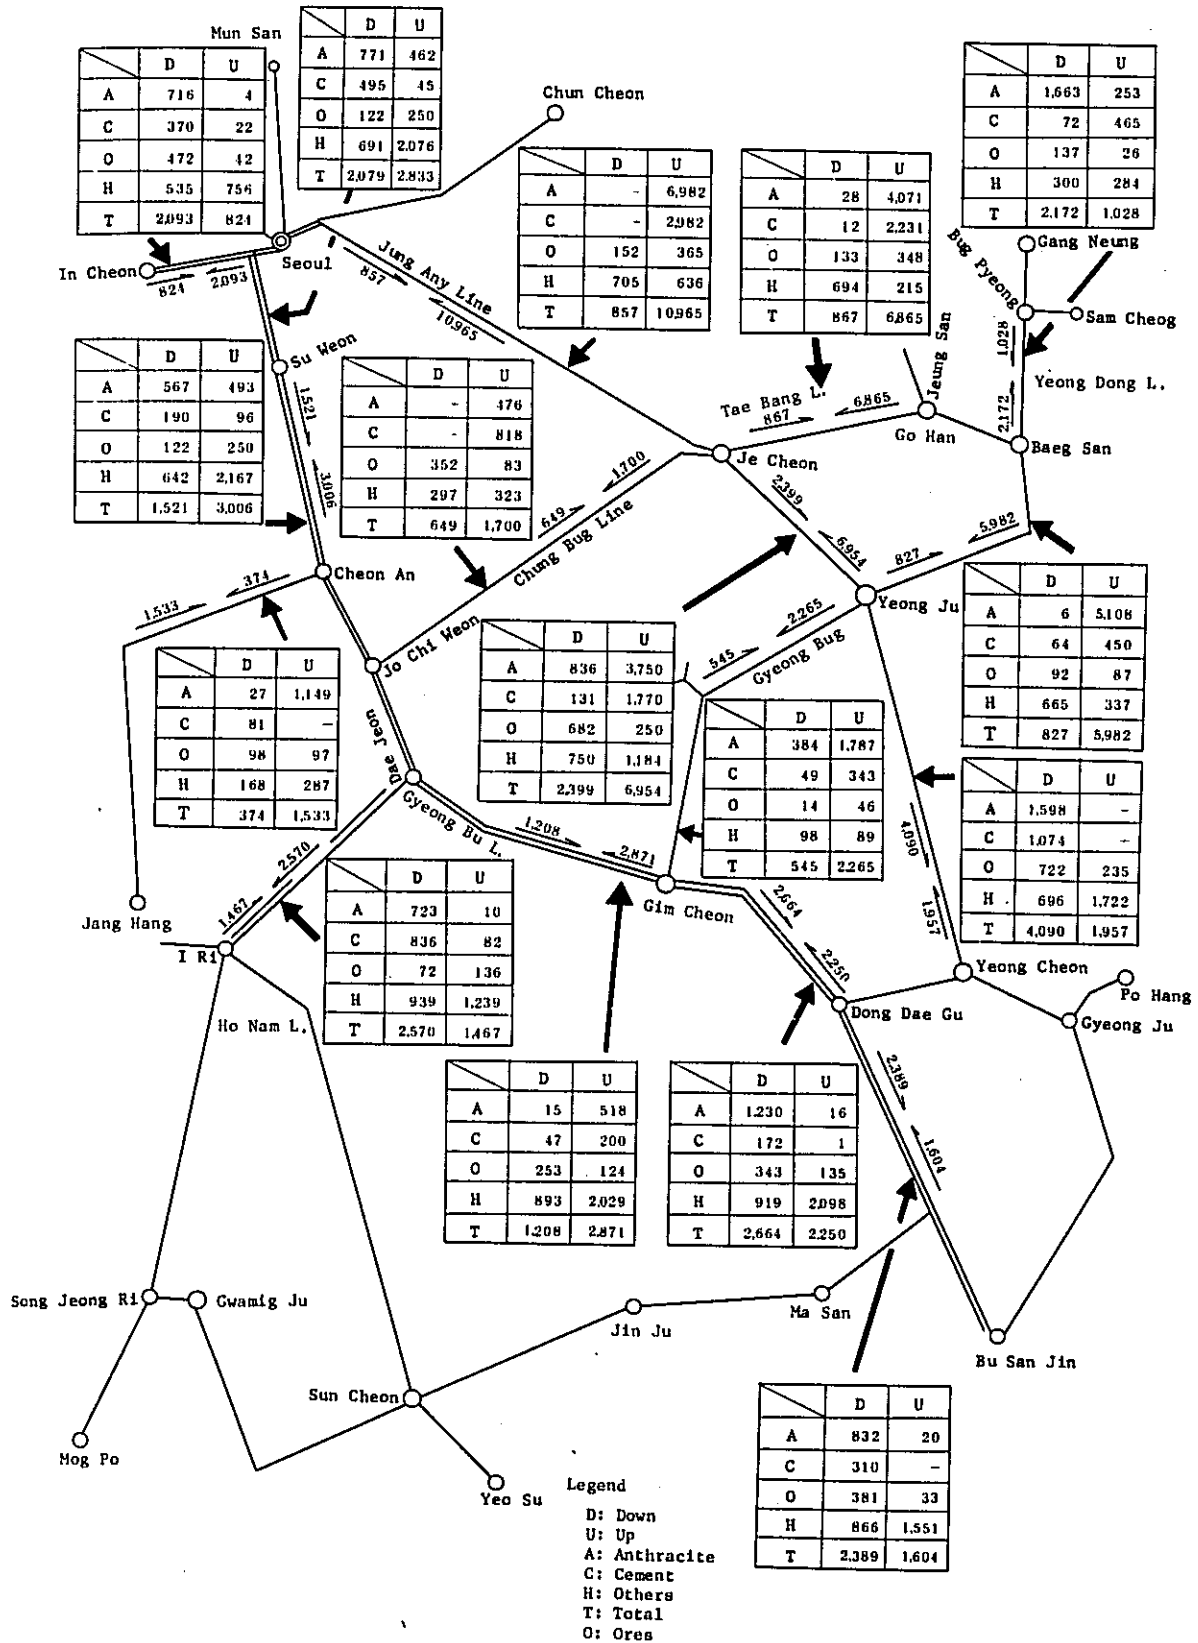 Mun San
D U
A 771 462
C 495 45
O 122 250
H 691 2,076
T 2,079 2,833
D U
A 716 4
C 370 22
O 472 42
H 535 756
T 2,093 824
Chun Cheon
D U
A - 6,982
C - 2,982
O 152 365
H 705 636
T 857 10,965
D U
A 28 4,071
C 12 2,231
O 133 348
H 694 215
T 867 6,865
D U
A 1,663 253
C 72 465
O 137 26
H 300 284
T 2,172 1,028
In Cheon
824
2,093
Seoul
857
Jung Any Line
10,965
Gang Neung
Bug Pyeong
Sam Cheog
1,028
2,172
Yeong Dong L.
Su Weon
1,521
3,006
D U
A 567 493
C 190 96
O 122 250
H 642 2,167
T 1,521 3,006
D U
A - 476
C - 818
O 352 83
H 297 323
T 649 1,700
Jeung San
Tae Bang L.
867
6,865
Go Han
Baeg San
Je Cheon
1,700
649
Chung Bug Line
2,399
6,954
5,982
827
Cheon An
374
1,533
Jo Chi Weon
Yeong Ju
2,265
545
Gyeong Bug
D U
A 6 5,108
C 64 450
O 92 87
H 665 337
T 827 5,982
D U
A 27 1,149
C 81 -
O 98 97
H 168 287
T 374 1,533
D U
A 836 3,750
C 131 1,770
O 682 250
H 750 1,184
T 2,399 6,954
D U
A 384 1,787
C 49 343
O 14 46
H 98 89
T 545 2,265
D U
A 1,598 -
C 1,074 -
O 722 235
H 696 1,722
T 4,090 1,957
Dae Jeon
Gyeong Bu L.
1,208
2,871
4,090
1,957
2,570
1,467
Jang Hang
I Ri
Ho Nam L.
D U
A 723 10
C 836 82
O 72 136
H 939 1,239
T 2,570 1,467
Gim Cheon
2,664
2,250
Yeong Cheon
Po Hang
Dong Dae Gu
Gyeong Ju
2,389
1,604
D U
A 15 518
C 47 200
O 253 124
H 893 2,029
T 1,208 2,871
D U
A 1,230 16
C 172 1
O 343 135
H 919 2,098
T 2,664 2,250
Song Jeong Ri
Gwamig Ju
Ma San
Jin Ju
Bu San Jin
Sun Cheon
Mog Po
Yeo Su
D U
A 832 20
C 310 -
O 381 33
H 866 1,551
T 2,389 1,604
Legend
D: Down
U: Up
A: Anthracite
C: Cement
H: Others
T: Total
O: Ores